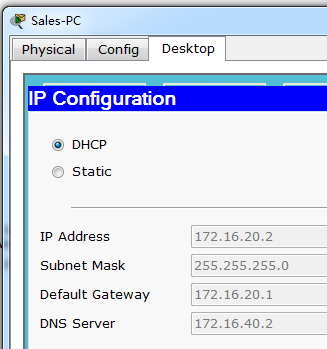 Sales-PC
Physical Config Desktop
IP Configuration
DHCP
Static
IP Address 172.16.20.2
Subnet Mask 255.255.255.0
Default Gateway 172.16.20.1
DNS Server 172.16.40.2